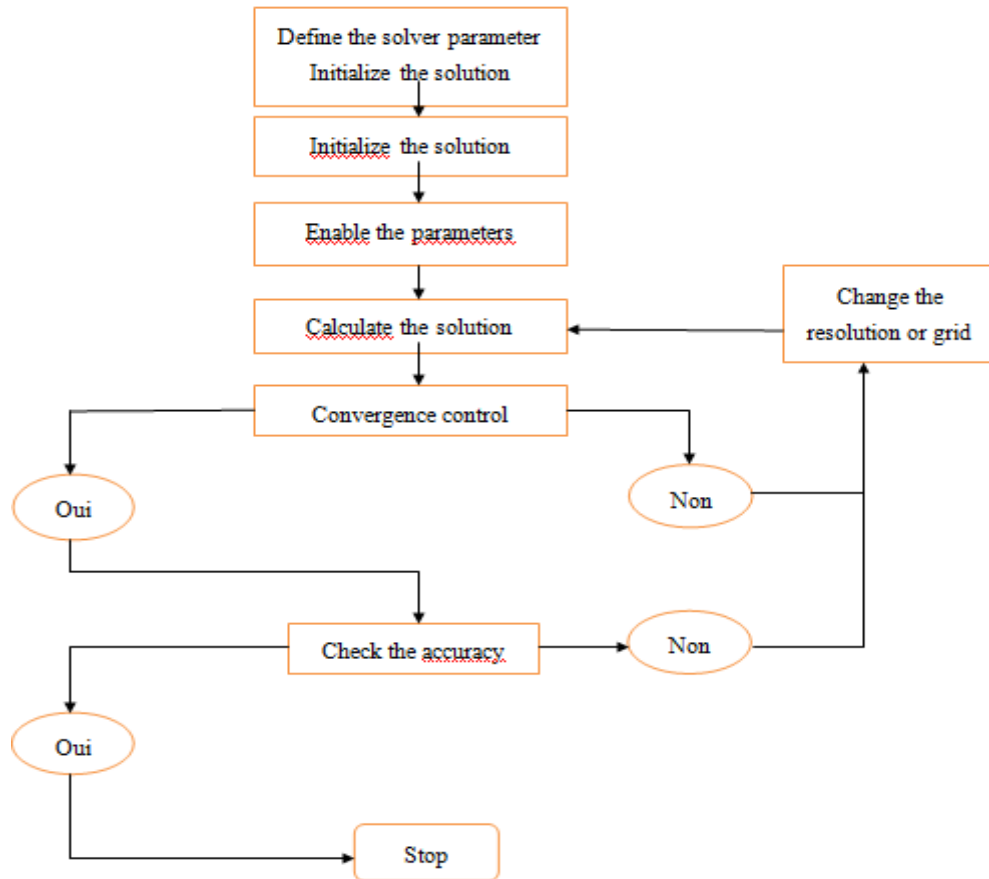 Define the solver parameter
Initialize the solution
Initialize the solution
Enable the parameters
Calculate the solution
Change the
resolution or grid
Convergence control
Oui
Non
Check the accuracy
Non
Oui
Stop